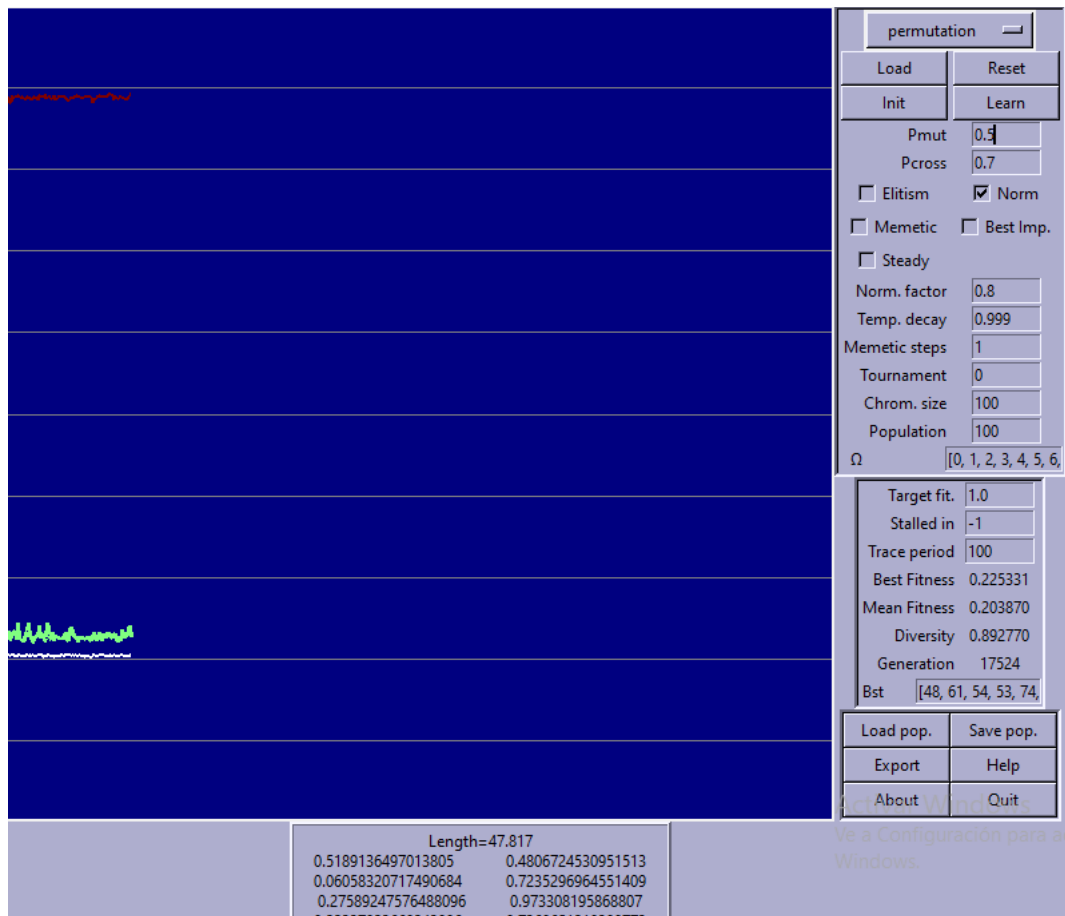 permutation
Load Reset
Init Learn
Pmut 0.5
Pcross 0.7
Elitism Norm
Memetic Best Imp.
Steady
Norm. factor 0.8
Temp. decay 0.999
Memetic steps 1
Tournament 0
Chrom. size 100
Population 100
Ω [0, 1, 2, 3, 4, 5, 6,
Target fit. 1.0
Stalled in -1
Trace period 100
Best Fitness 0.225331
Mean Fitness 0.203870
Diversity 0.892770
Generation 17524
Bst [48, 61, 54, 53, 74,
Load pop. Save pop.
Export Help
About Quit
Activar Windows
Ve a Configuración para a
Windows.
Length=47.817
0.5189136497013805 0.4806724530951513
0.06058320717490684 0.7235296964551409
0.27589247576488096 0.973308195868807